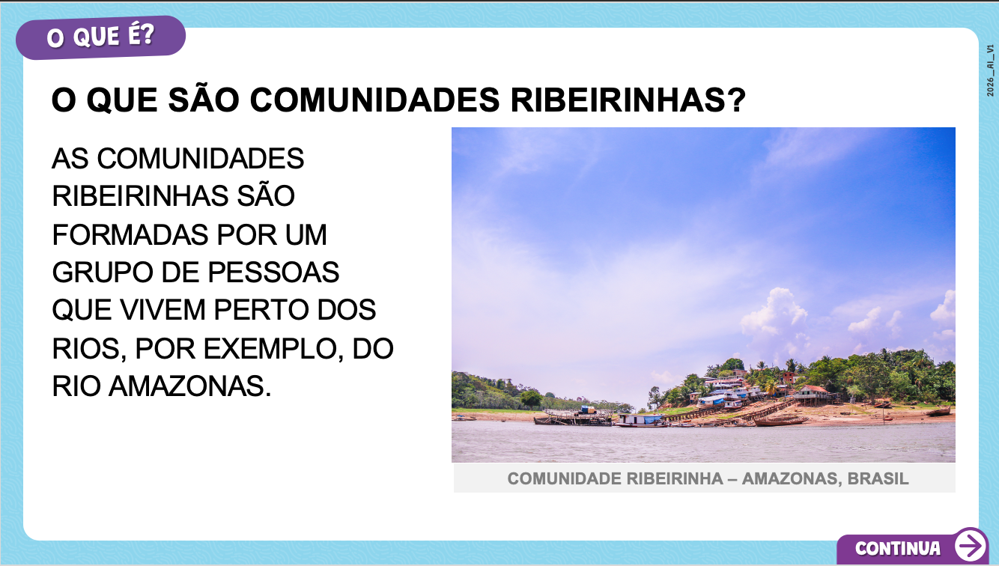 O QUE É?
2026_AI_V1
O QUE SÃO COMUNIDADES RIBEIRINHAS?
AS COMUNIDADES
RIBEIRINHAS SÃO
FORMADAS POR UM
GRUPO DE PESSOAS
QUE VIVEM PERTO DOS
RIOS, POR EXEMPLO, DO
RIO AMAZONAS.
COMUNIDADE RIBEIRINHA – AMAZONAS, BRASIL
CONTINUA